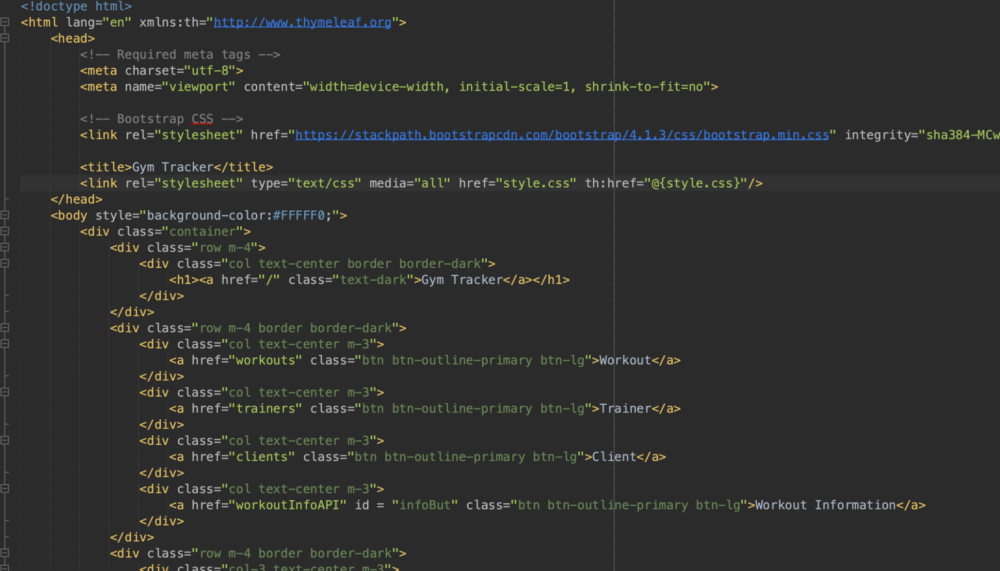 <!doctype html>
<html lang="en" xmlns:th="http://www.thymeleaf.org">
<head>
<!-- Required meta tags -->
<meta charset="utf-8">
<meta name="viewport" content="width=device-width, initial-scale=1, shrink-to-fit=no">
<!-- Bootstrap CSS -->
<link rel="stylesheet" href="https://stackpath.bootstrapcdn.com/bootstrap/4.1.3/css/bootstrap.min.css" integrity="sha384-MCw
<title>Gym Tracker</title>
<link rel="stylesheet" type="text/css" media="all" href="style.css" th:href="@{style.css}"/>
</head>
<body style="background-color:#FFFFF0;">
<div class="container">
<div class="row m-4">
<div class="col text-center border border-dark">
<h1><a href="/" class="text-dark">Gym Tracker</a></h1>
</div>
</div>
<div class="row m-4 border border-dark">
<div class="col text-center m-3">
<a href="workouts" class="btn btn-outline-primary btn-lg">Workout</a>
</div>
<div class="col text-center m-3">
<a href="trainers" class="btn btn-outline-primary btn-lg">Trainer</a>
</div>
<div class="col text-center m-3">
<a href="clients" class="btn btn-outline-primary btn-lg">Client</a>
</div>
<div class="col text-center m-3">
<a href="workoutInfoAPI" id = "infoBut" class="btn btn-outline-primary btn-lg">Workout Information</a>
</div>
</div>
<div class="row m-4 border border-dark">
<div class="col-3 text-center m-3">